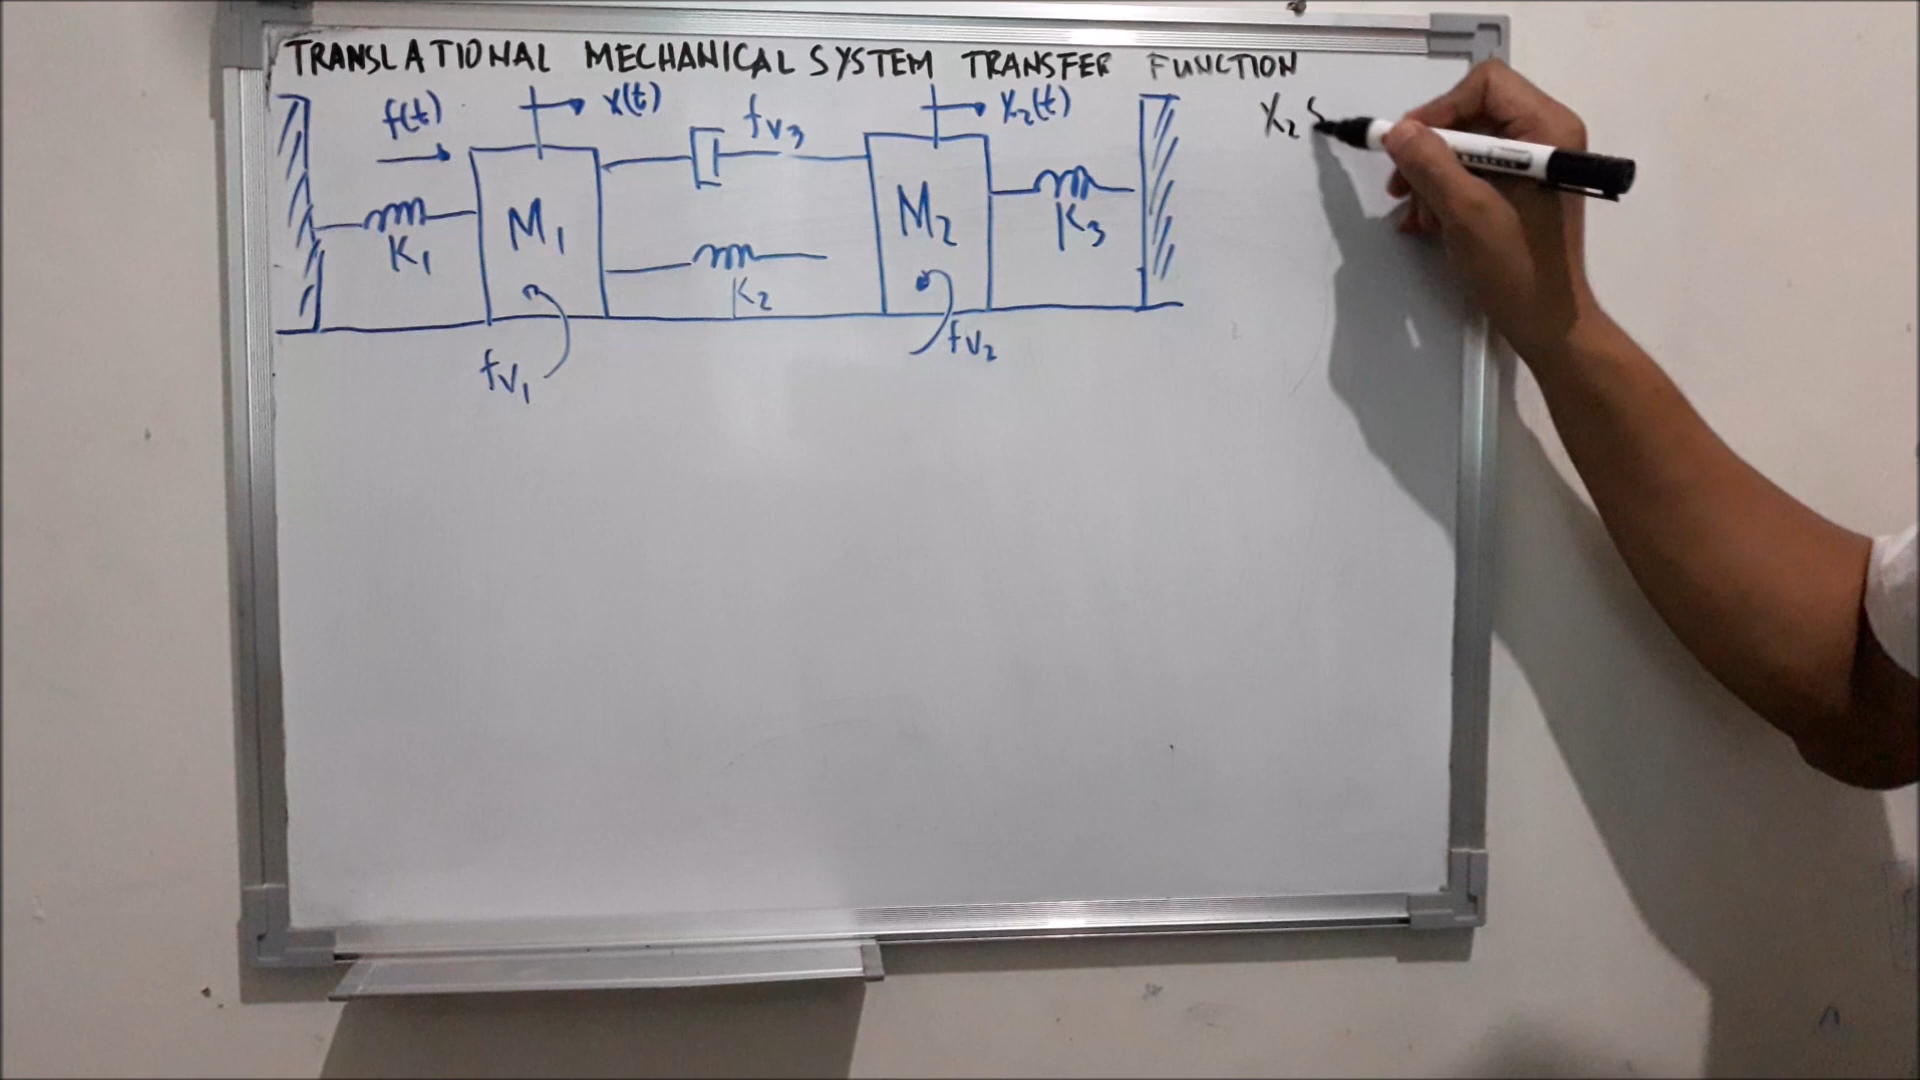 TRANSLATIONAL MECHANICAL SYSTEM TRANSFER FUNCTION
f(t) x(t) fv₃ x₂(t) X₂ S
K₁ M₁ K₂ M₂ K₃
fv₁ fv₂